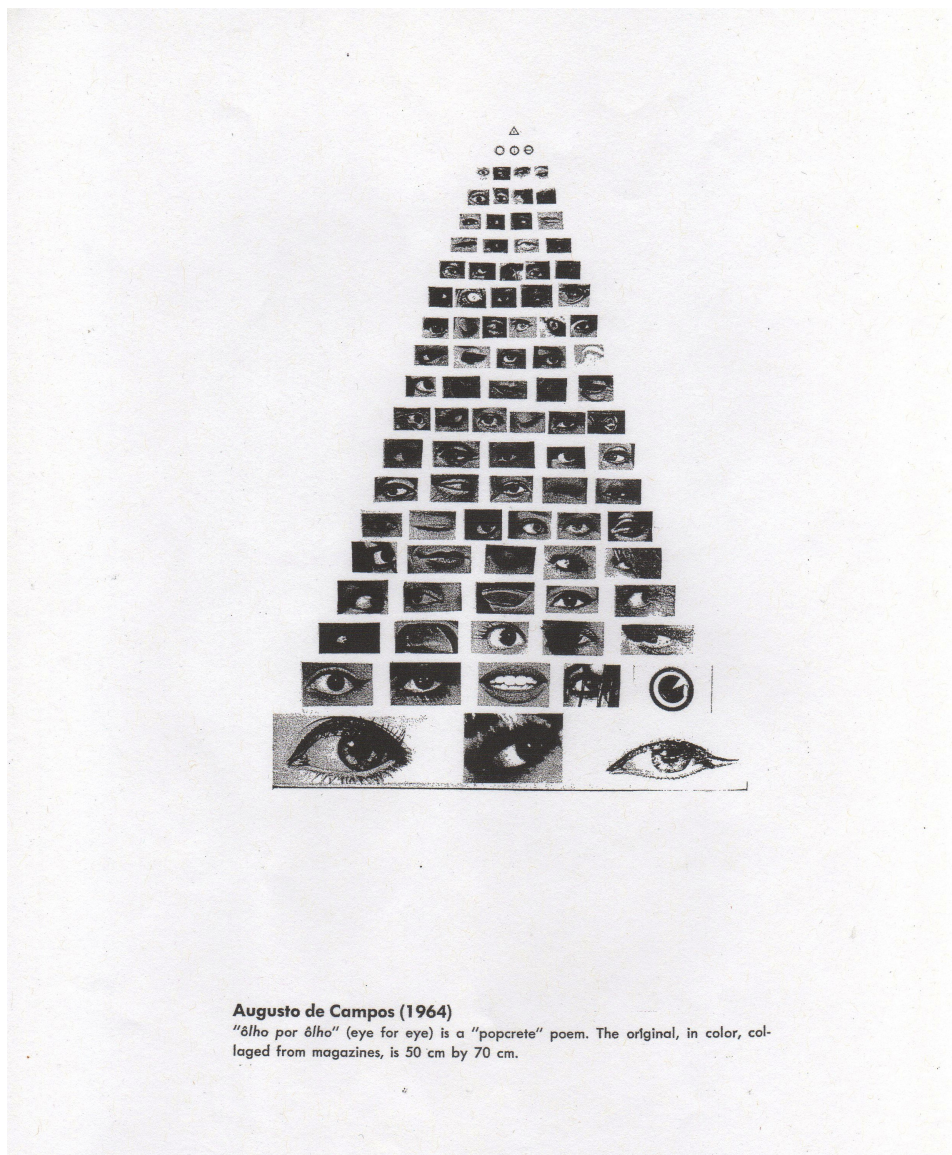 Augusto de Campos (1964)
"ôlho por ôlho" (eye for eye) is a "popcrete" poem. The original, in color, col-
laged from magazines, is 50 cm by 70 cm.